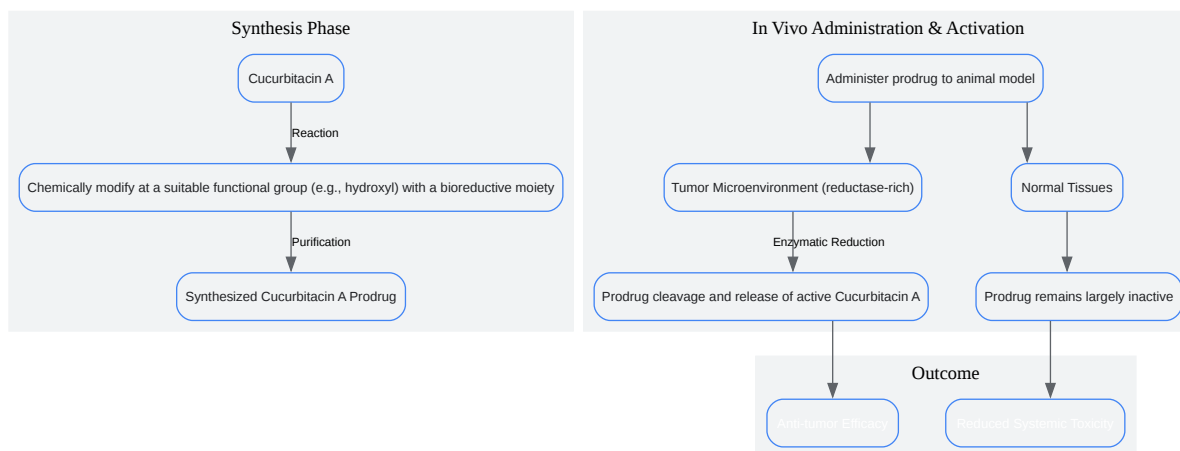 Synthesis Phase
Cucurbitacin A
Reaction
Chemically modify at a suitable functional group (e.g., hydroxyl) with a bioreductive moiety
Purification
Synthesized Cucurbitacin A Prodrug
In Vivo Administration & Activation
Administer prodrug to animal model
Tumor Microenvironment (reductase-rich)
Normal Tissues
Enzymatic Reduction
Prodrug cleavage and release of active Cucurbitacin A
Prodrug remains largely inactive
Outcome
Anti-tumor Efficacy
Reduced Systemic Toxicity